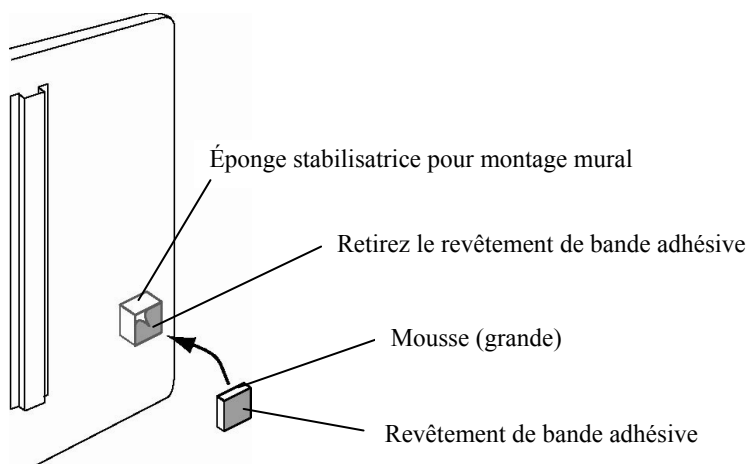 Éponge stabilisatrice pour montage mural
Retirez le revêtement de bande adhésive
Mousse (grande)
Revêtement de bande adhésive